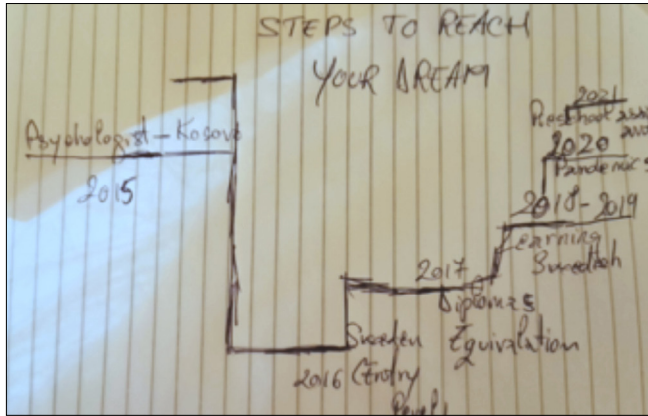 STEPS TO REACH
YOUR DREAM
Psychologist - Kosovo
2015
2021
Preschool
2020
Pandemic
2018-2019
Learning
2017
Diplomas
Sweden Equivalation
2016